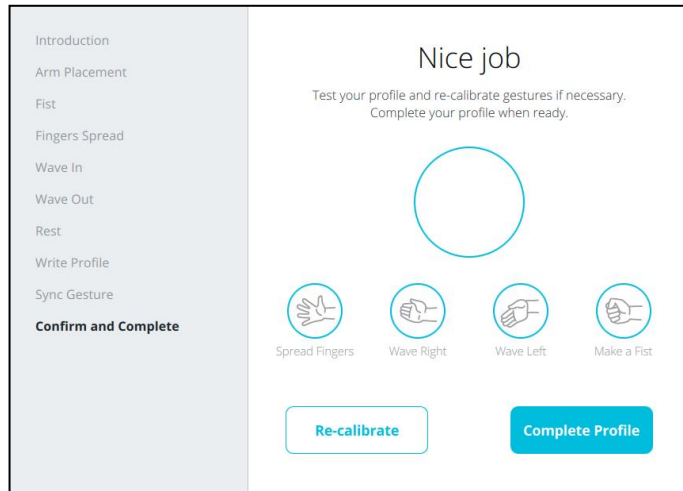 Introduction
Arm Placement
Fist
Fingers Spread
Wave In
Wave Out
Rest
Write Profile
Sync Gesture
Confirm and Complete
Nice job
Test your profile and re-calibrate gestures if necessary.
Complete your profile when ready.
Spread Fingers
Wave Right
Wave Left
Make a Fist
Re-calibrate
Complete Profile